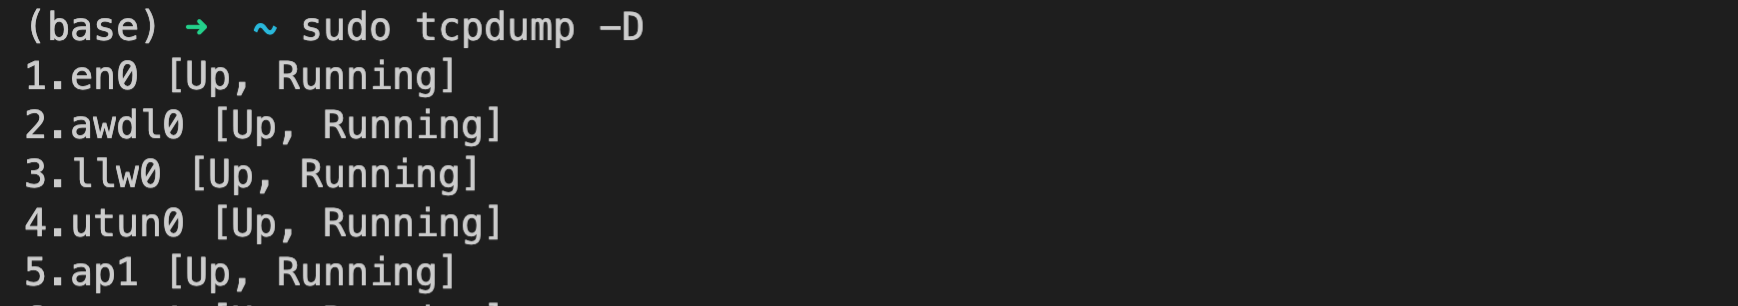 (base) ➜ ~ sudo tcpdump -D
1.en0 [Up, Running]
2.awdl0 [Up, Running]
3.llw0 [Up, Running]
4.utun0 [Up, Running]
5.ap1 [Up, Running]